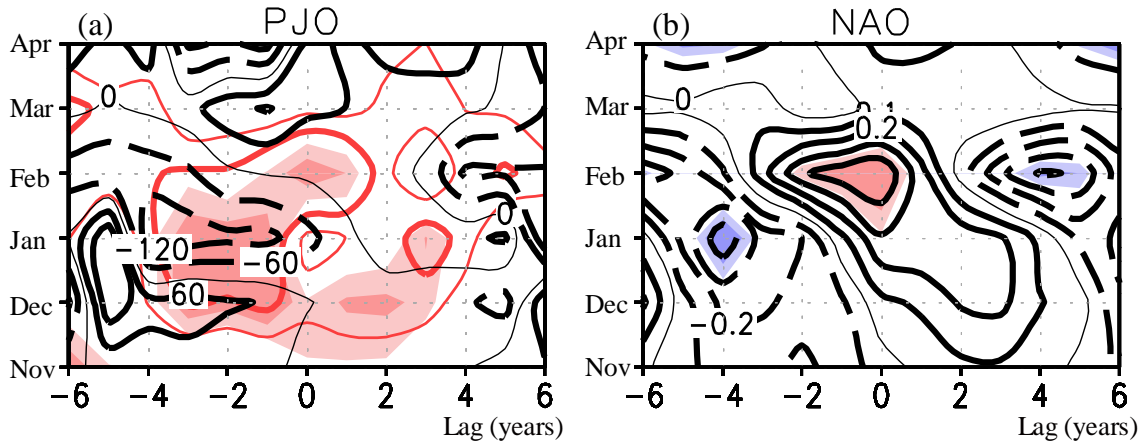 (a) PJO
Apr
Mar
Feb
Jan
Dec
Nov
0
0
−120
−60
60
−6 −4 −2 0 2 4 6
Lag (years)
(b) NAO
Apr
Mar
Feb
Jan
Dec
Nov
0
0.1
0.2
−0.2
−6 −4 −2 0 2 4 6
Lag (years)